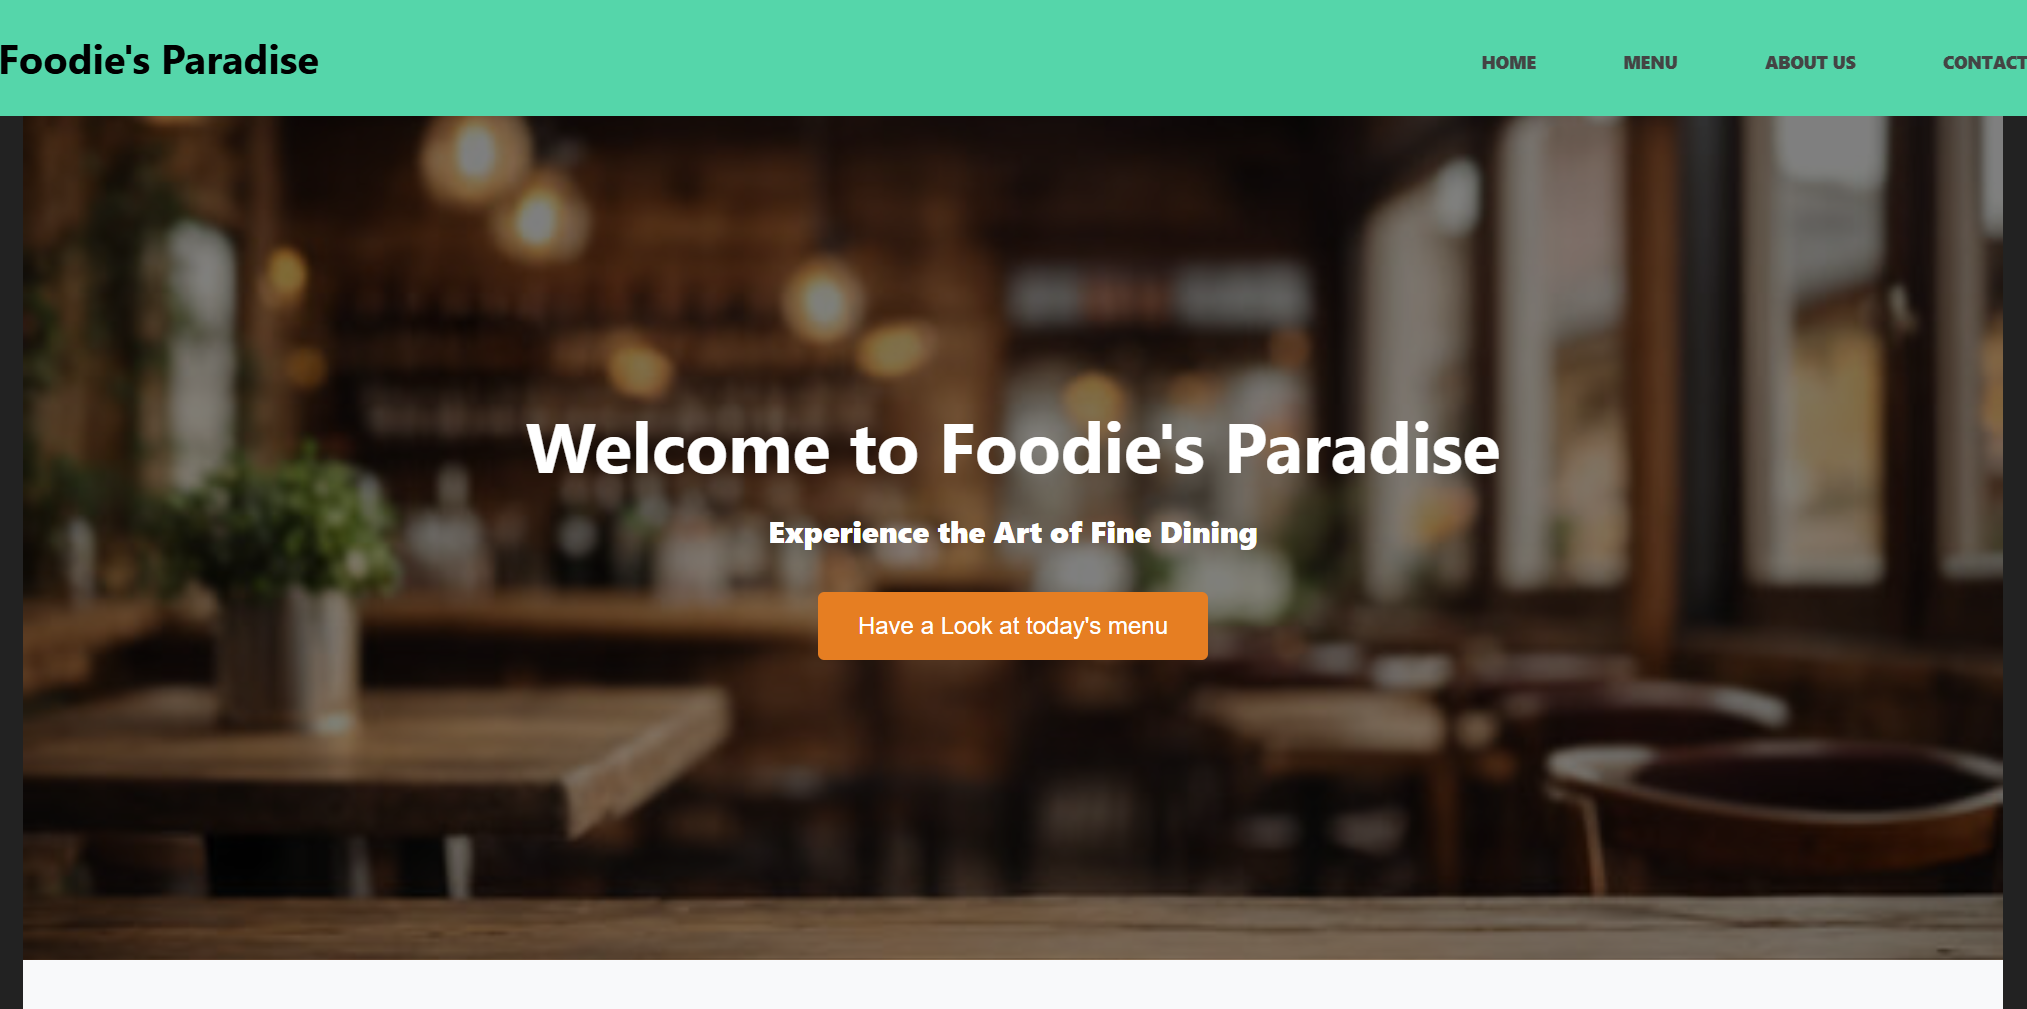 Foodie's Paradise
HOME MENU ABOUT US CONTACT
Welcome to Foodie's Paradise
Experience the Art of Fine Dining
Have a Look at today's menu